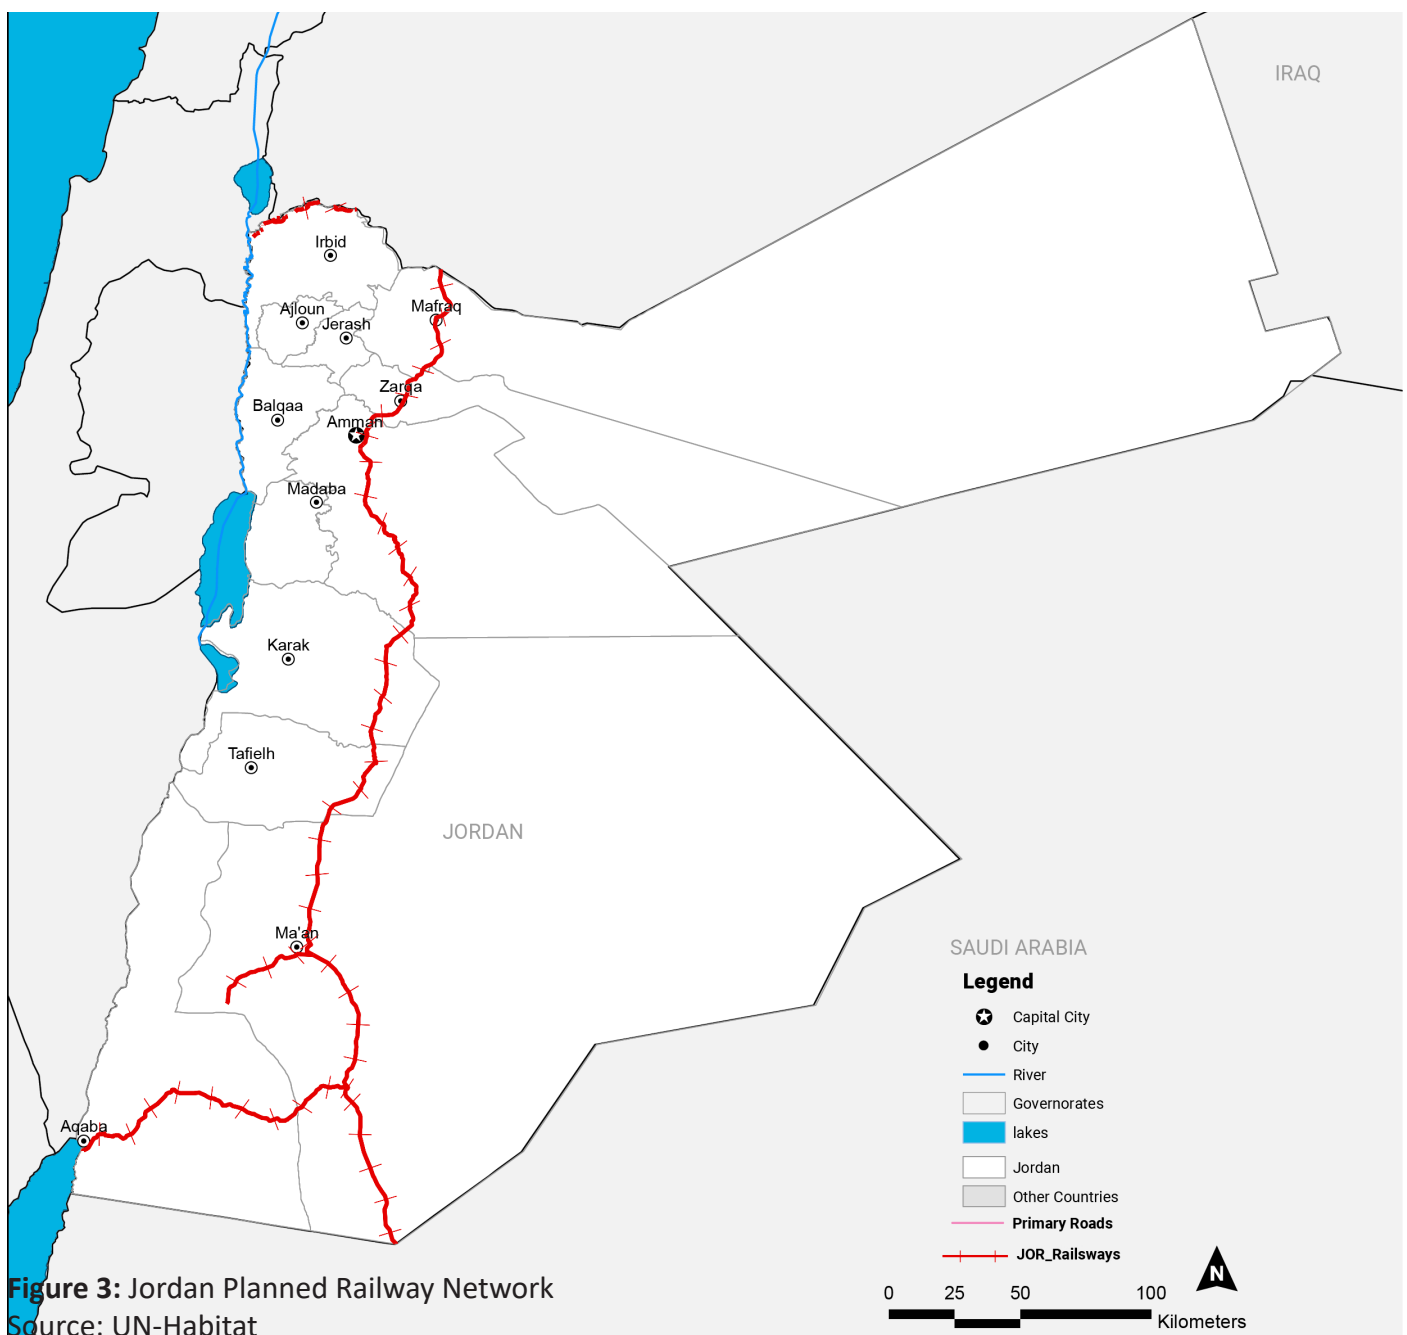 IRAQ
Irbid
Ajloun
Jerash
Mafraq
Zarqa
Balqaa
Amman
Madaba
Karak
Tafielh
JORDAN
Ma'an
Aqaba
SAUDI ARABIA
Legend
Capital City
City
River
Governorates
lakes
Jordan
Other Countries
Primary Roads
JOR_Railsways
N
0 25 50 100
Kilometers
Figure 3: Jordan Planned Railway Network
Source: UN-Habitat